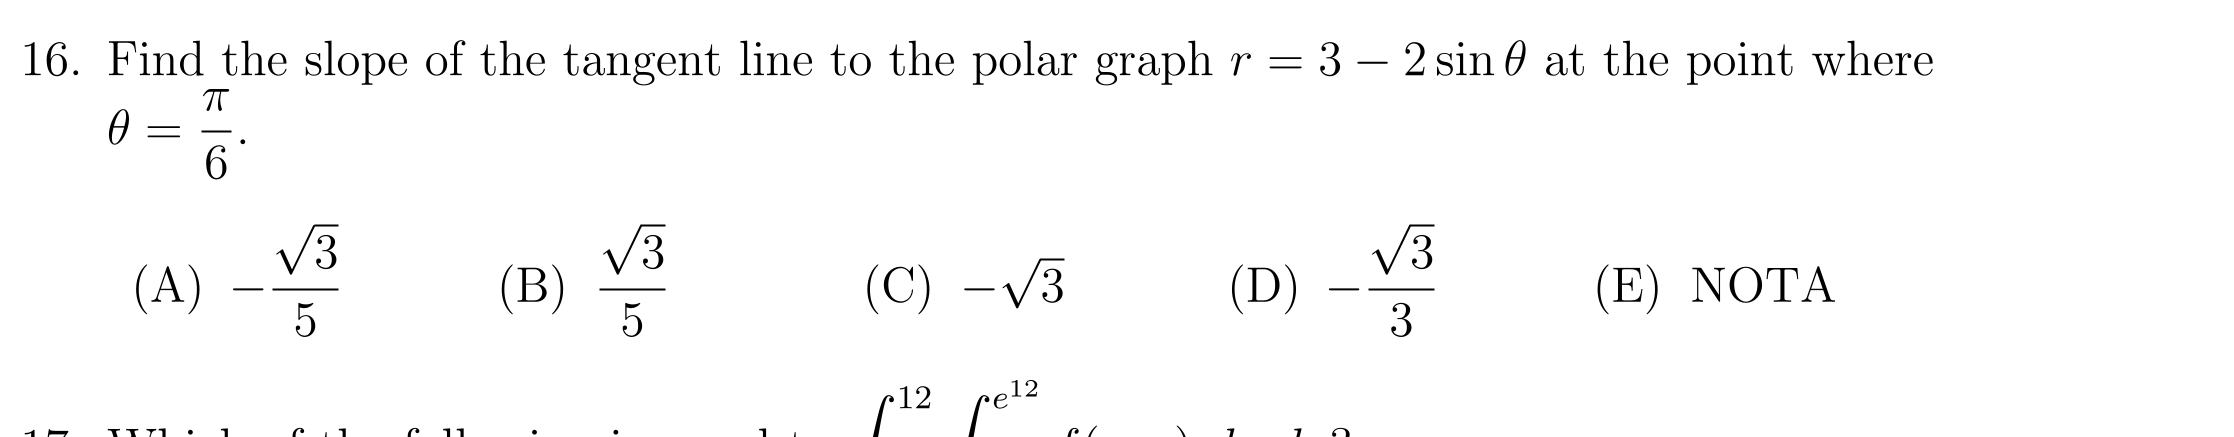 16. Find the slope of the tangent line to the polar graph r = 3 − 2 sin θ at the point where
θ = π/6.
(A) −√3/5 (B) √3/5 (C) −√3 (D) −√3/3 (E) NOTA